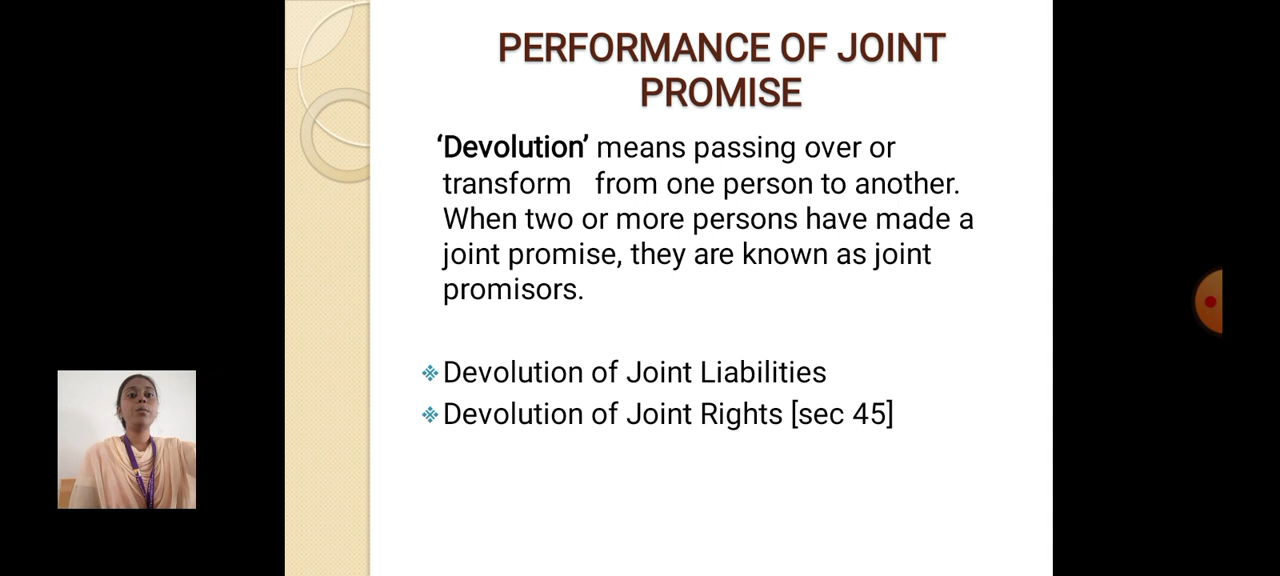 PERFORMANCE OF JOINT
PROMISE
‘Devolution’ means passing over or
transform from one person to another.
When two or more persons have made a
joint promise, they are known as joint
promisors.
Devolution of Joint Liabilities
Devolution of Joint Rights [sec 45]